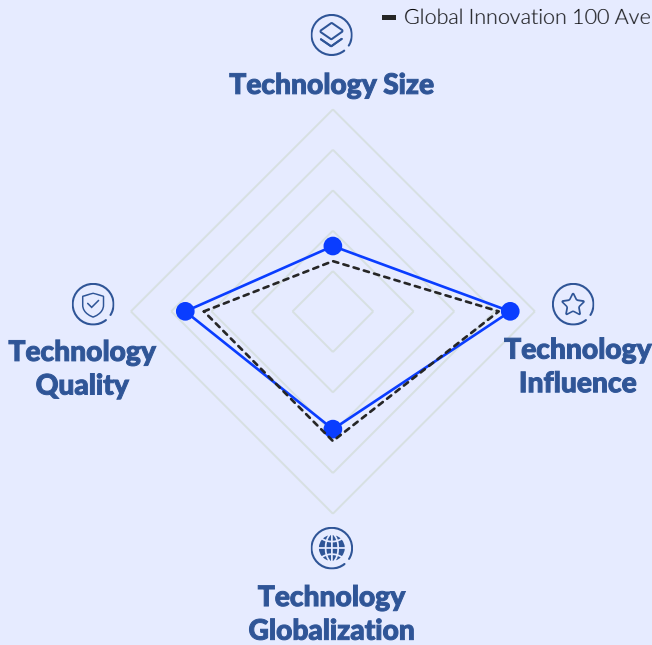 Global Innovation 100 Ave
Technology Size
Technology
Quality
Technology
Influence
Technology
Globalization